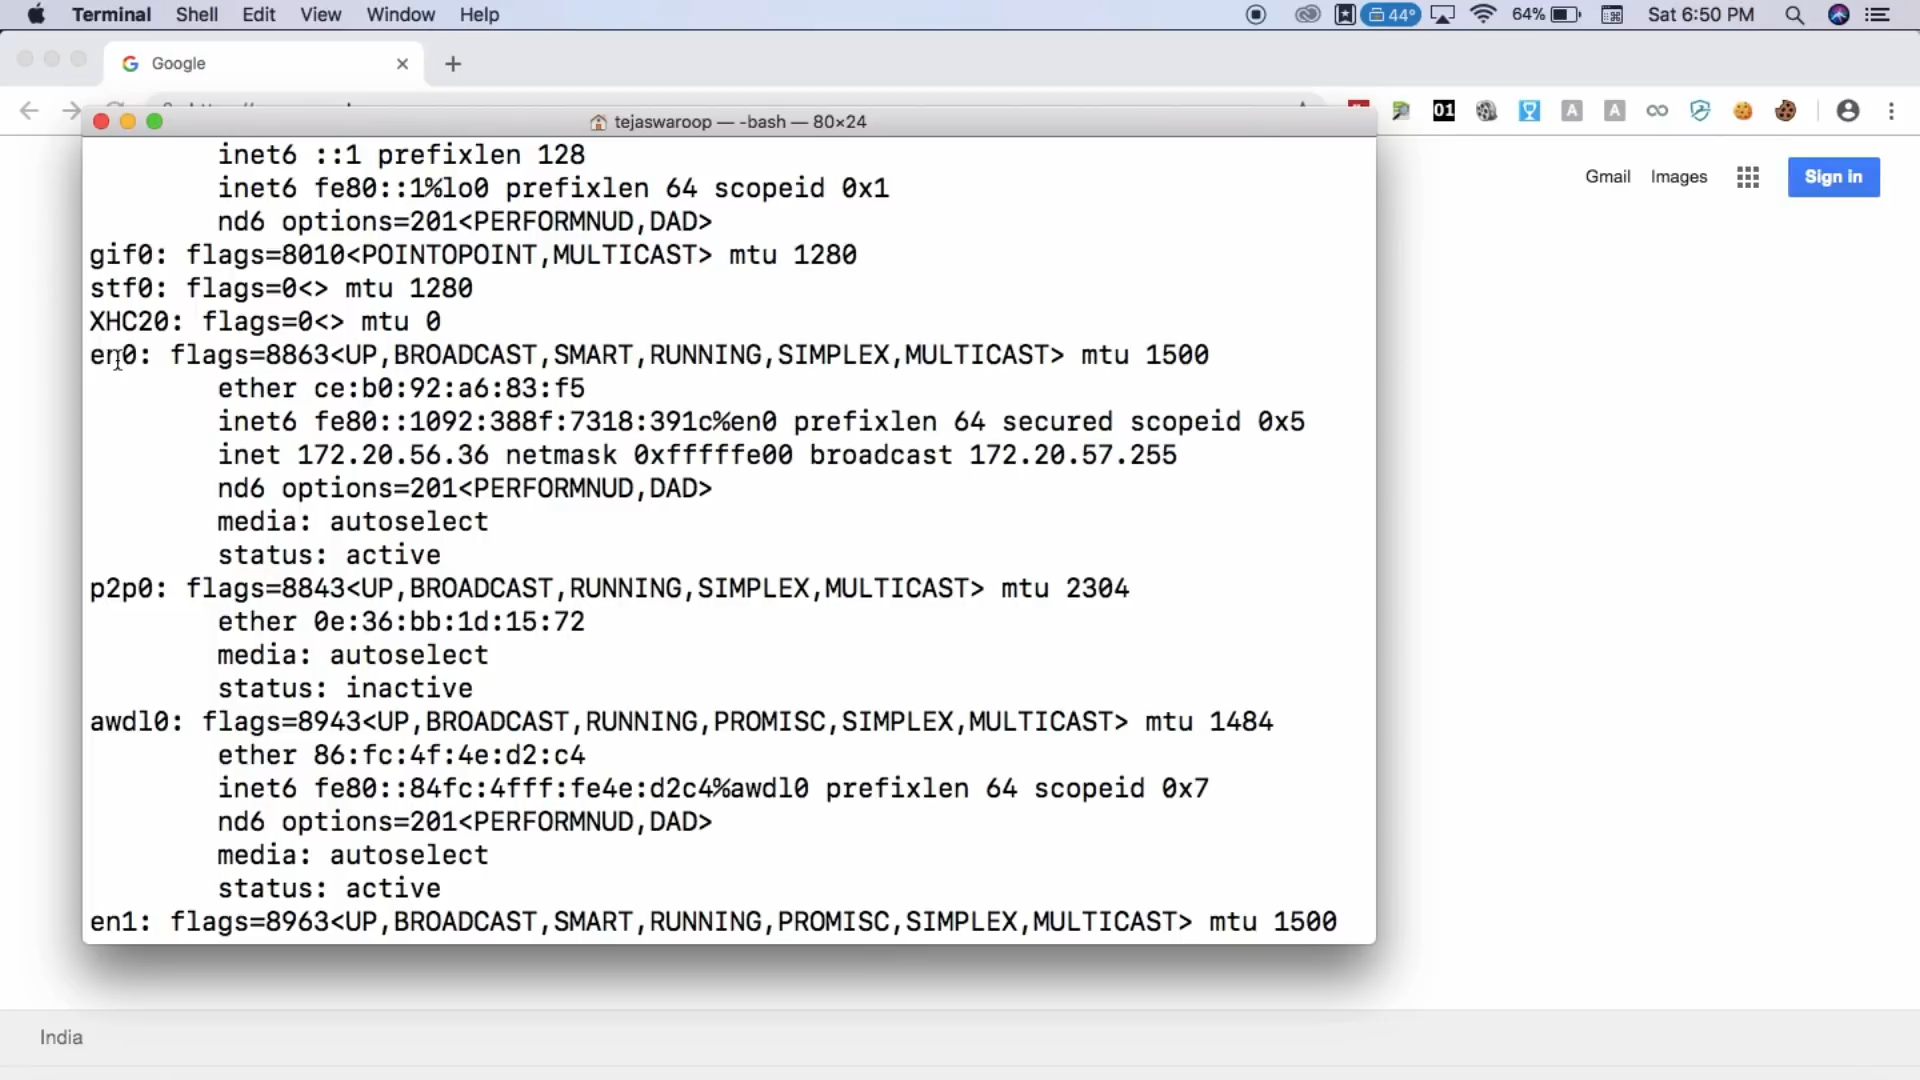 Terminal Shell Edit View Window Help 44° 64% Sat 6:50 PM
Google
01 A A
tejaswaroop — -bash — 80×24
Gmail Images Sign in
inet6 ::1 prefixlen 128
inet6 fe80::1%lo0 prefixlen 64 scopeid 0x1
nd6 options=201<PERFORMNUD,DAD>
gif0: flags=8010<POINTOPOINT,MULTICAST> mtu 1280
stf0: flags=0<> mtu 1280
XHC20: flags=0<> mtu 0
en0: flags=8863<UP,BROADCAST,SMART,RUNNING,SIMPLEX,MULTICAST> mtu 1500
ether ce:b0:92:a6:83:f5
inet6 fe80::1092:388f:7318:391c%en0 prefixlen 64 secured scopeid 0x5
inet 172.20.56.36 netmask 0xfffffe00 broadcast 172.20.57.255
nd6 options=201<PERFORMNUD,DAD>
media: autoselect
status: active
p2p0: flags=8843<UP,BROADCAST,RUNNING,SIMPLEX,MULTICAST> mtu 2304
ether 0e:36:bb:1d:15:72
media: autoselect
status: inactive
awdl0: flags=8943<UP,BROADCAST,RUNNING,PROMISC,SIMPLEX,MULTICAST> mtu 1484
ether 86:fc:4f:4e:d2:c4
inet6 fe80::84fc:4fff:fe4e:d2c4%awdl0 prefixlen 64 scopeid 0x7
nd6 options=201<PERFORMNUD,DAD>
media: autoselect
status: active
en1: flags=8963<UP,BROADCAST,SMART,RUNNING,PROMISC,SIMPLEX,MULTICAST> mtu 1500
India